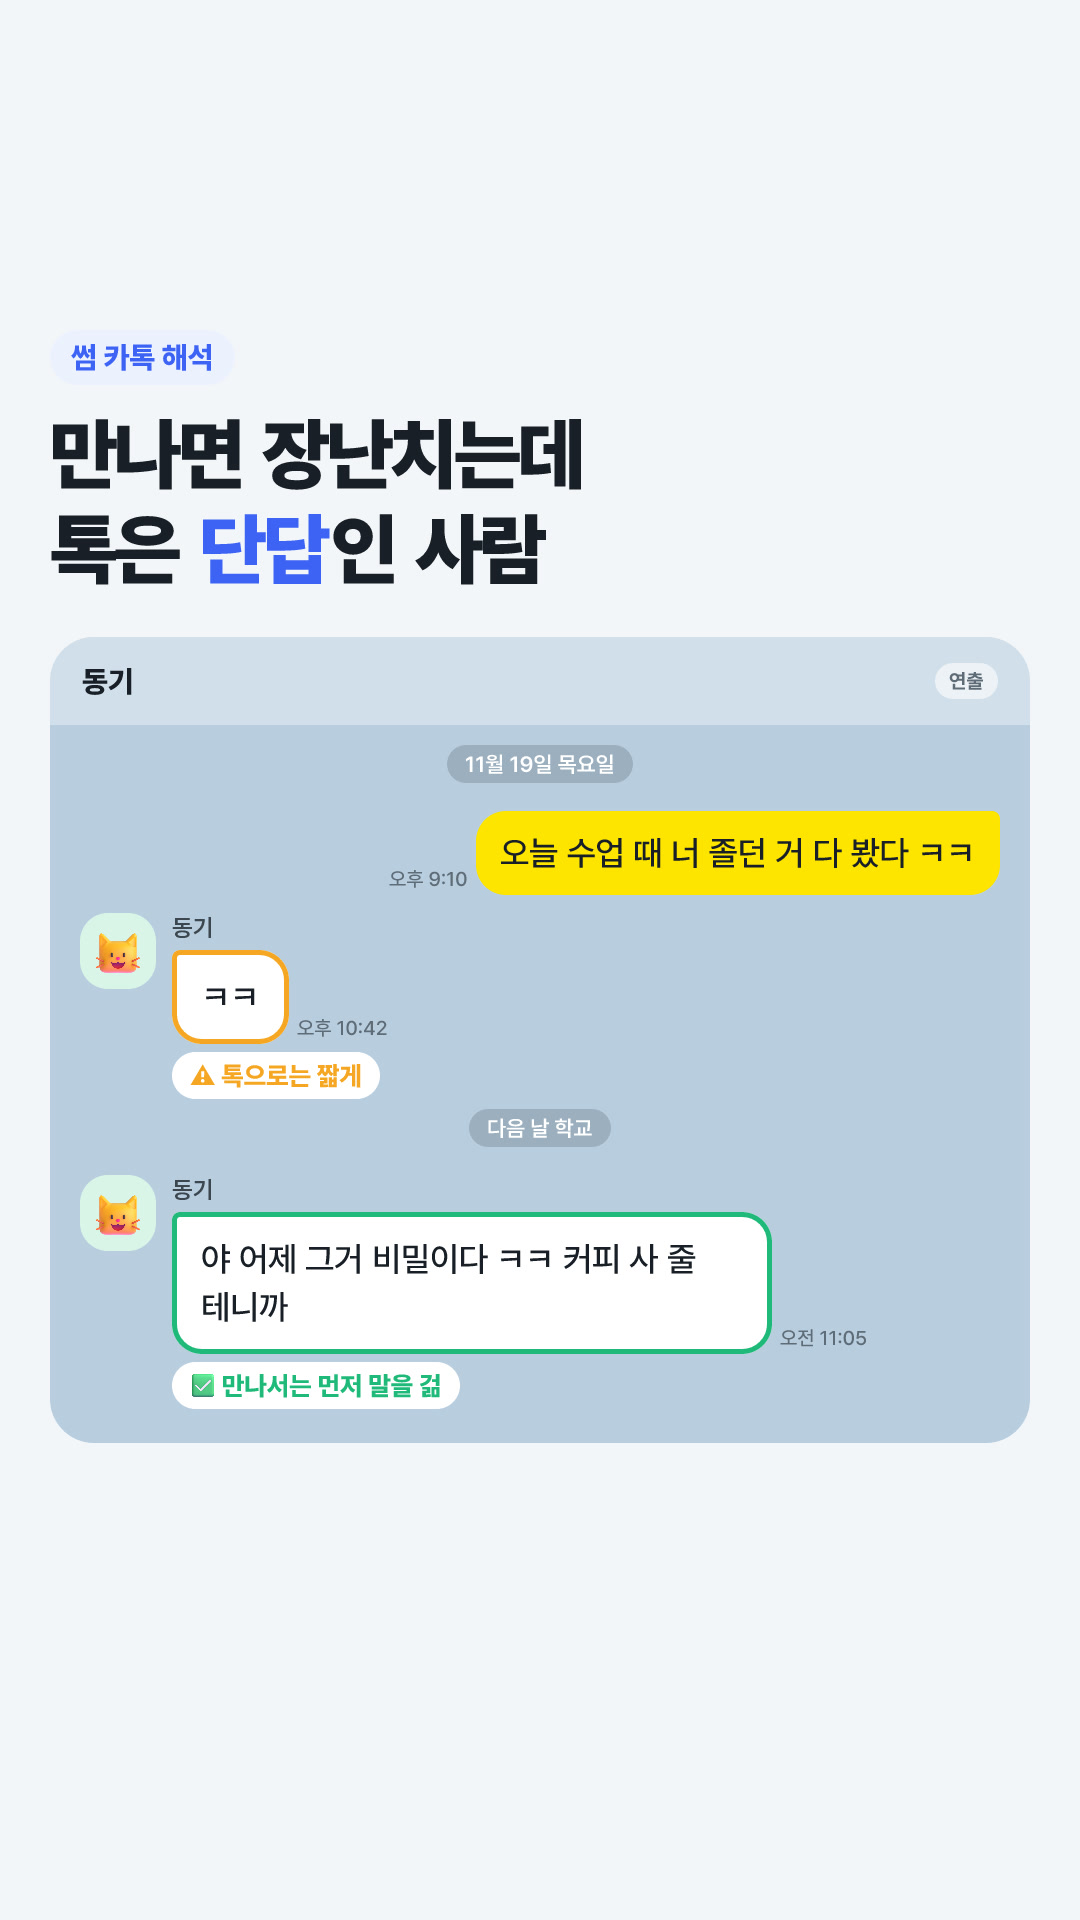 썸 카톡 해석
만나면 장난치는데
톡은 단답인 사람
동기
연출
11월 19일 목요일
오늘 수업 때 너 졸던 거 다 봤다 ㅋㅋ
오후 9:10
동기
ㅋㅋ
오후 10:42
톡으로는 짧게
다음 날 학교
동기
야 어제 그거 비밀이다 ㅋㅋ 커피 사 줄
테니까
오전 11:05
만나서는 먼저 말을 걺